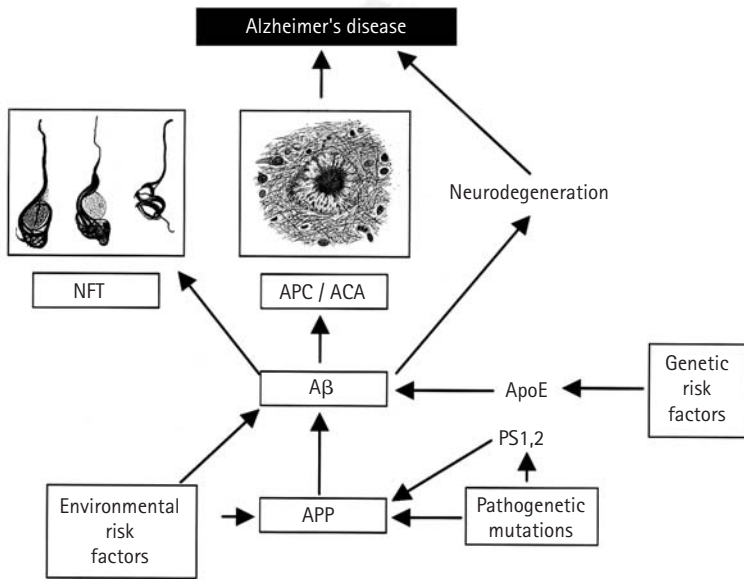 Alzheimer's disease
Neurodegeneration
NFT
APC / ACA
Aβ
ApoE
Genetic
risk
factors
PS1,2
Environmental
risk
factors
APP
Pathogenetic
mutations